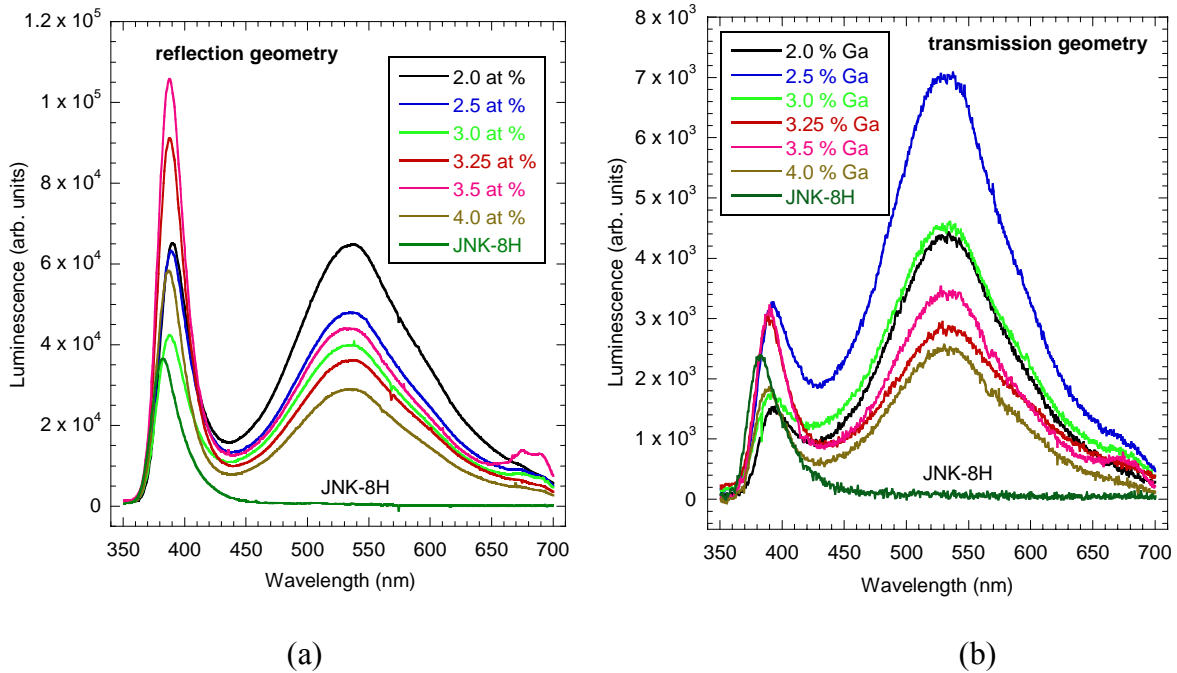 reflection geometry
2.0 at %
2.5 at %
3.0 at %
3.25 at %
3.5 at %
4.0 at %
JNK-8H
1.2 x 10⁵
1 x 10⁵
8 x 10⁴
6 x 10⁴
4 x 10⁴
2 x 10⁴
0
Luminescence (arb. units)
JNK-8H
350 400 450 500 550 600 650 700
Wavelength (nm)
(a)
transmission geometry
2.0 % Ga
2.5 % Ga
3.0 % Ga
3.25 % Ga
3.5 % Ga
4.0 % Ga
JNK-8H
8 x 10³
7 x 10³
6 x 10³
5 x 10³
4 x 10³
3 x 10³
2 x 10³
1 x 10³
0
Luminescence (arb. units)
JNK-8H
350 400 450 500 550 600 650 700
Wavelength (nm)
(b)